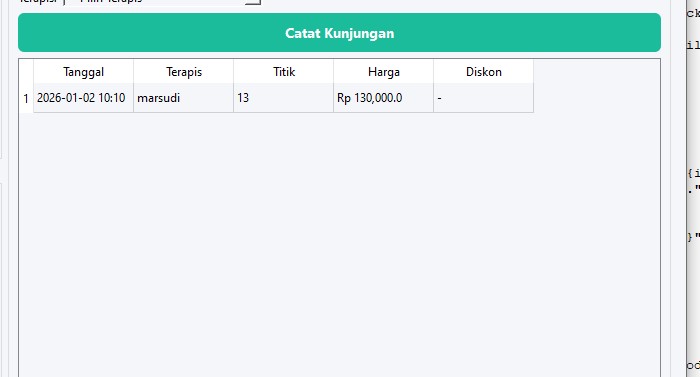 Catat Kunjungan
Tanggal Terapis Titik Harga Diskon
1 2026-01-02 10:10 marsudi 13 Rp 130,000.0 -
{i
."
}"